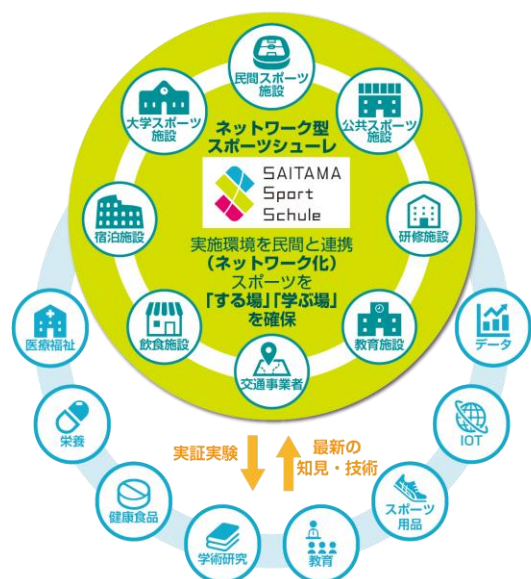 民間スポーツ
施設
大学スポーツ
施設
公共スポーツ
施設
ネットワーク型
スポーツシューレ
SAITAMA
Sport
Schule
宿泊施設
研修施設
実施環境を民間と連携
(ネットワーク化)
スポーツを
「する場」「学ぶ場」
を確保
飲食施設
教育施設
交通事業者
医療福祉
データ
栄養
IOT
実証実験
最新の
知見・技術
健康食品
スポーツ
用品
学術研究
教育